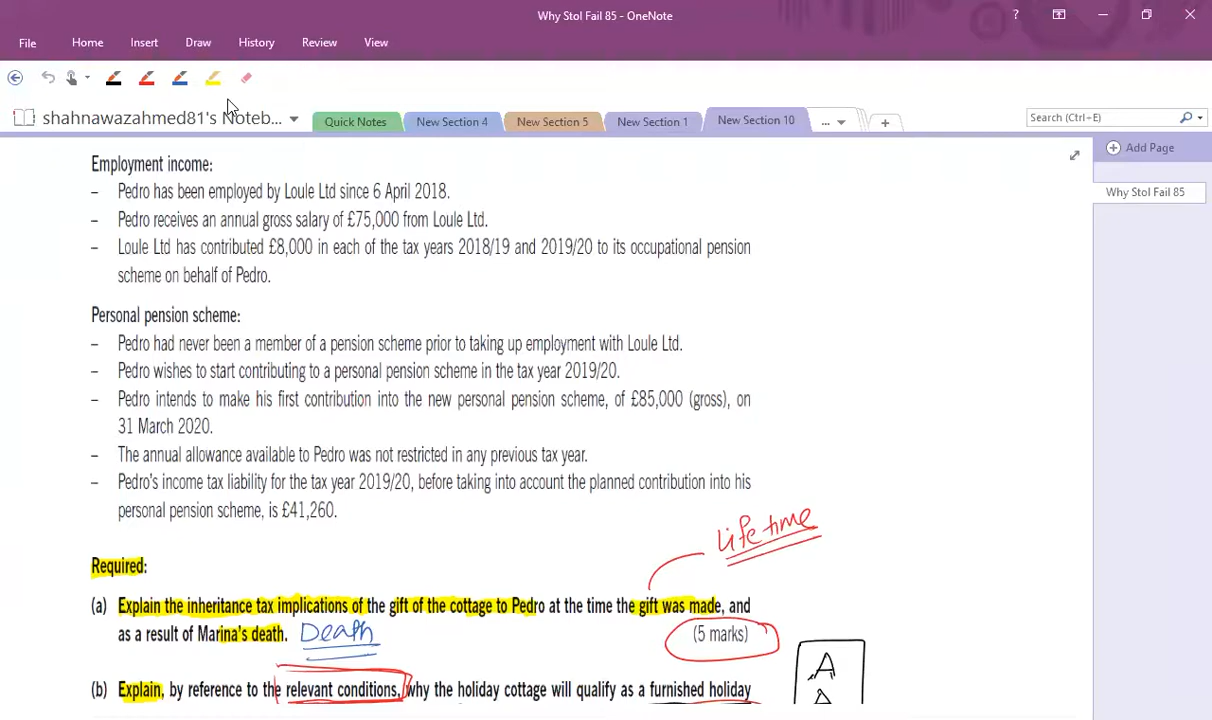 Why Stol Fail 85 - OneNote
?
File Home Insert Draw History Review View
shahnawazahmed81's Noteb...
Quick Notes
New Section 4
New Section 5
New Section 1
New Section 10
...
Search (Ctrl+E)
Add Page
Why Stol Fail 85
Employment income:
– Pedro has been employed by Loule Ltd since 6 April 2018.
– Pedro receives an annual gross salary of £75,000 from Loule Ltd.
– Loule Ltd has contributed £8,000 in each of the tax years 2018/19 and 2019/20 to its occupational pension
scheme on behalf of Pedro.
Personal pension scheme:
– Pedro had never been a member of a pension scheme prior to taking up employment with Loule Ltd.
– Pedro wishes to start contributing to a personal pension scheme in the tax year 2019/20.
– Pedro intends to make his first contribution into the new personal pension scheme, of £85,000 (gross), on
31 March 2020.
– The annual allowance available to Pedro was not restricted in any previous tax year.
– Pedro's income tax liability for the tax year 2019/20, before taking into account the planned contribution into his
personal pension scheme, is £41,260.
Lifetime
Required:
(a) Explain the inheritance tax implications of the gift of the cottage to Pedro at the time the gift was made, and
as a result of Marina's death. Death (5 marks)
A
(b) Explain, by reference to the relevant conditions, why the holiday cottage will qualify as a furnished holiday